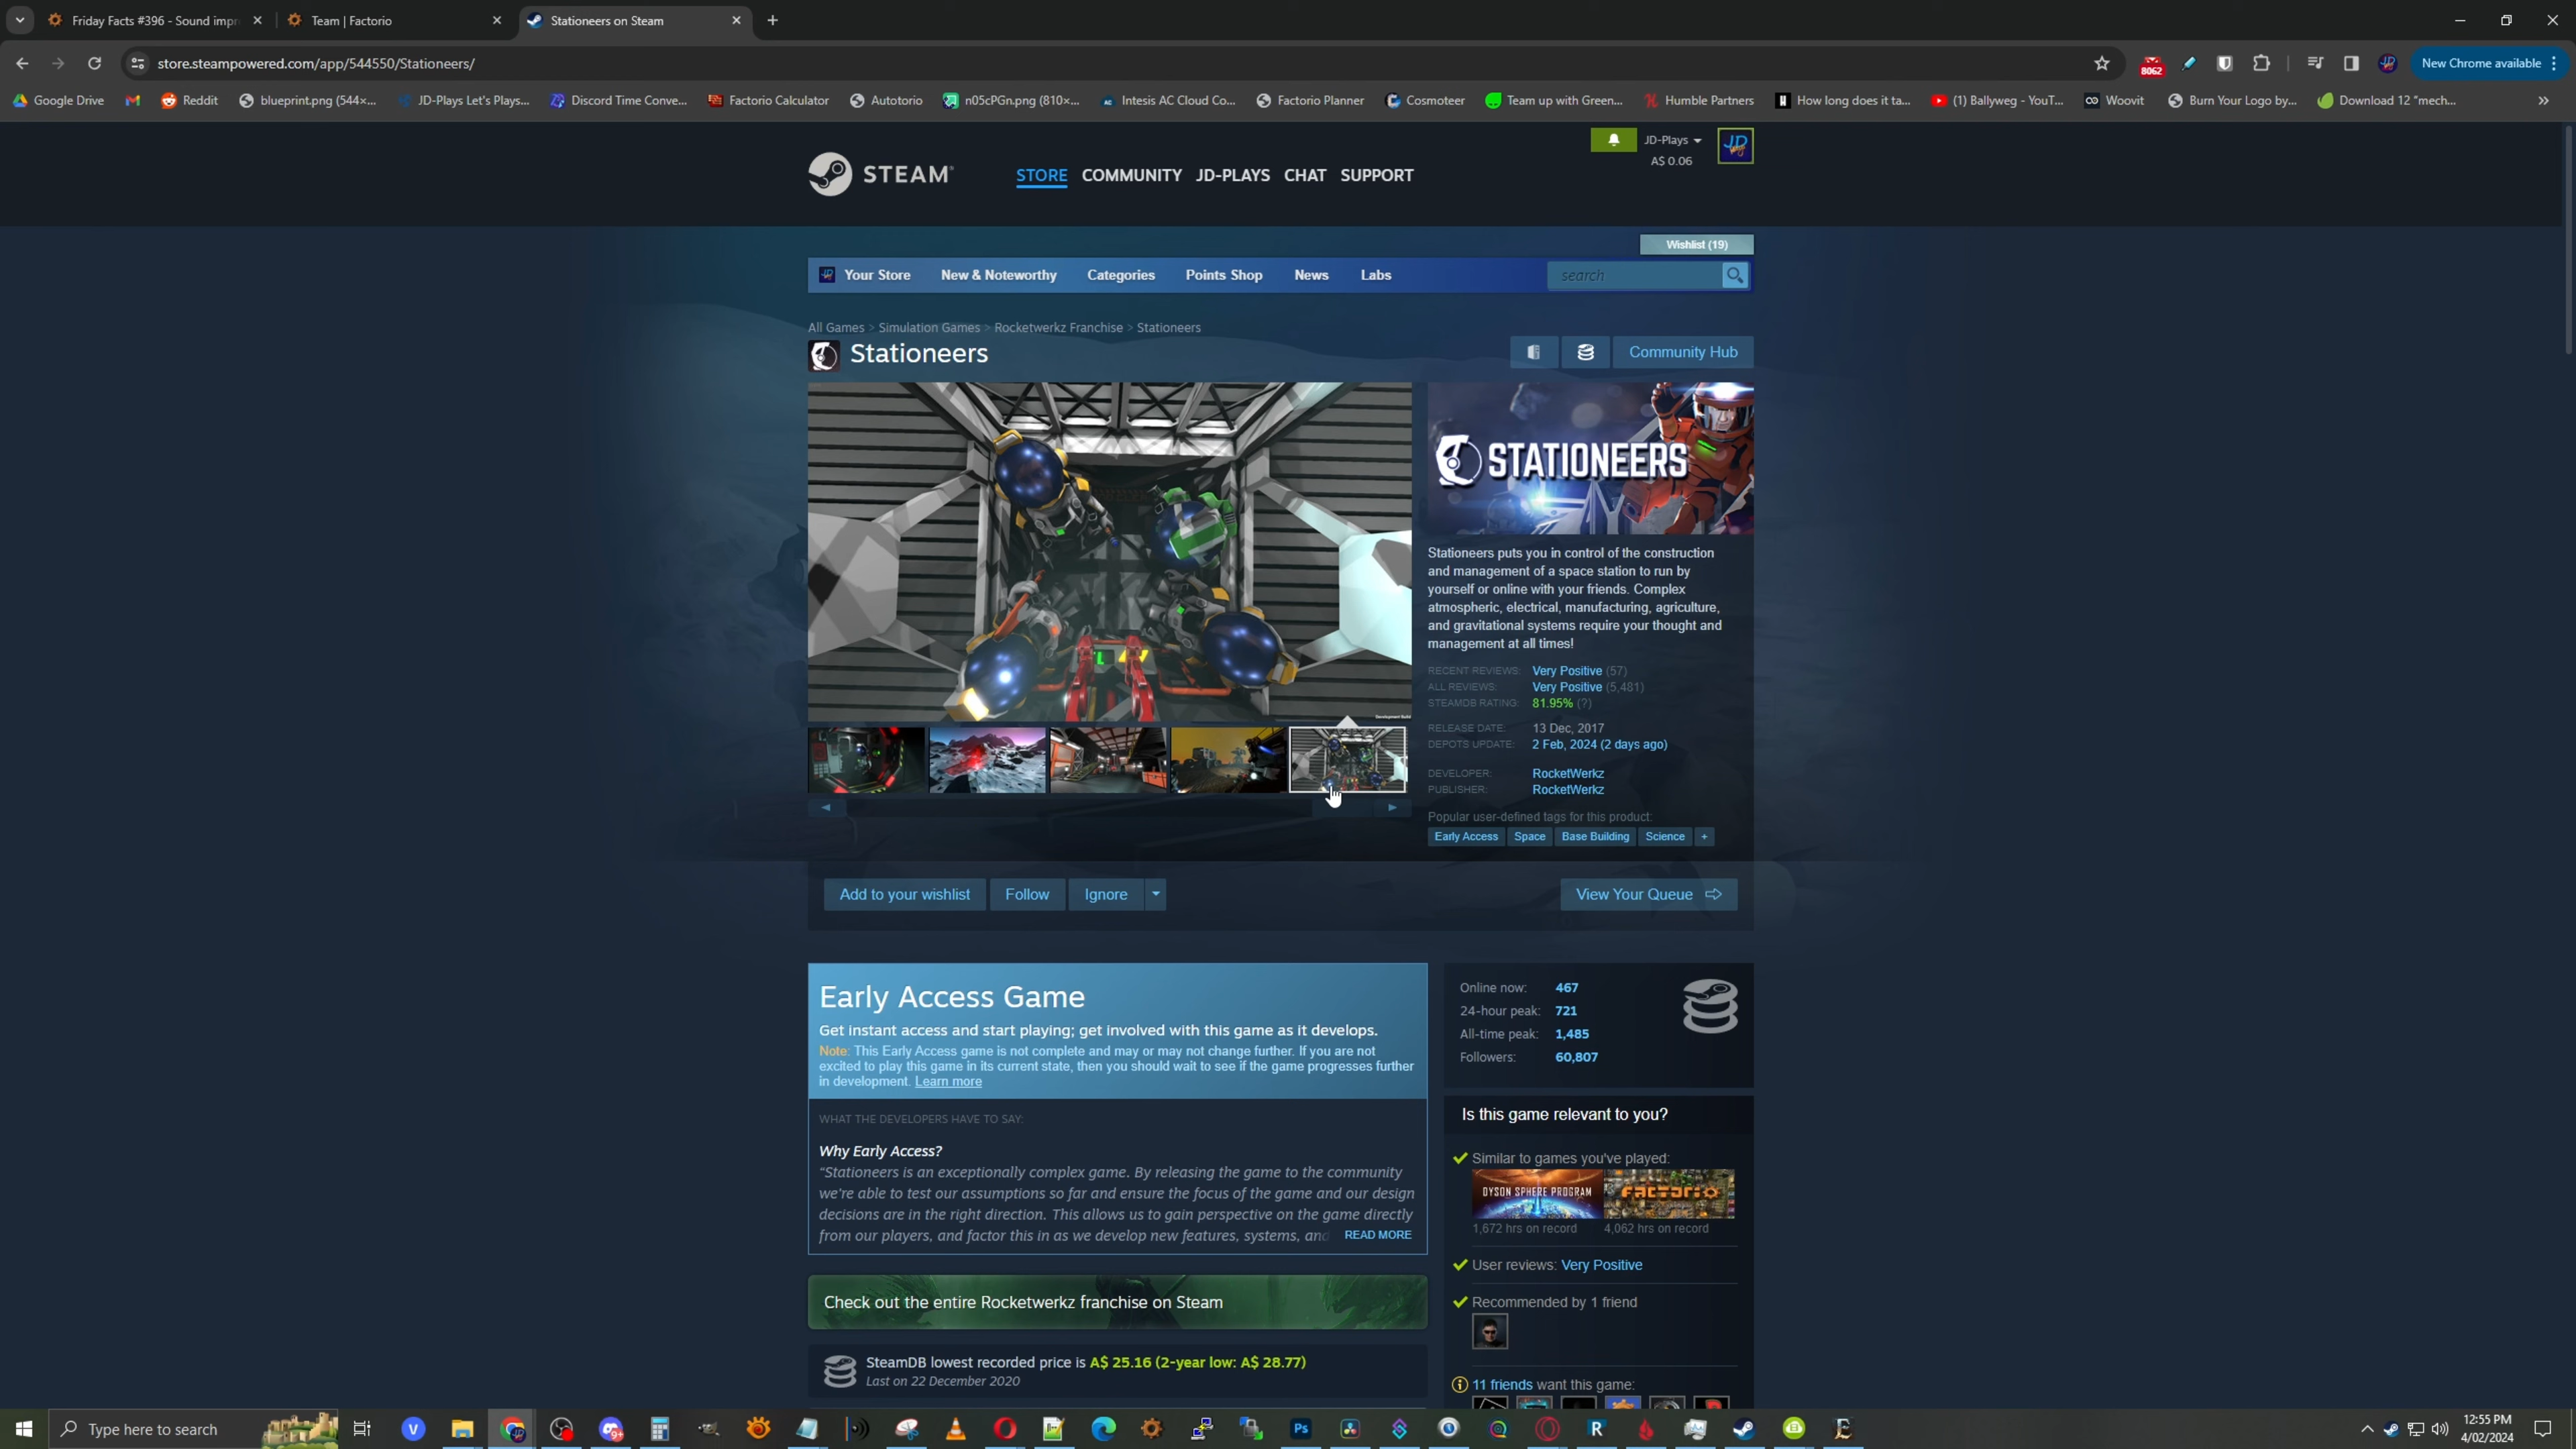 Friday Facts #396 - Sound impr
Team | Factorio
Stationeers on Steam
store.steampowered.com/app/544550/Stationeers/
8062
New Chrome available
Google Drive
Reddit
blueprint.png (544×...
JD-Plays Let's Plays...
Discord Time Conve...
Factorio Calculator
Autotorio
n05cPGn.png (810×...
Intesis AC Cloud Co...
Factorio Planner
Cosmoteer
Team up with Green...
Humble Partners
How long does it ta...
(1) Ballyweg - YouT...
Woovit
Burn Your Logo by...
Download 12 "mech...
JD-Plays
A$ 0.06
STEAM
STORE COMMUNITY JD-PLAYS CHAT SUPPORT
Wishlist (19)
Your Store New & Noteworthy Categories Points Shop News Labs
search
All Games > Simulation Games > Rocketwerkz Franchise > Stationeers
Stationeers
Community Hub
STATIONEERS
Stationeers puts you in control of the construction
and management of a space station to run by
yourself or online with your friends. Complex
atmospheric, electrical, manufacturing, agriculture,
and gravitational systems require your thought and
management at all times!
RECENT REVIEWS: Very Positive (57)
ALL REVIEWS: Very Positive (5,481)
STEAMDB RATING: 81.95% (?)
RELEASE DATE: 13 Dec, 2017
DEPOTS UPDATE: 2 Feb, 2024 (2 days ago)
DEVELOPER: RocketWerkz
PUBLISHER: RocketWerkz
Popular user-defined tags for this product:
Early Access Space Base Building Science +
Development Build
Add to your wishlist
Follow
Ignore
View Your Queue
Early Access Game
Get instant access and start playing; get involved with this game as it develops.
Note: This Early Access game is not complete and may or may not change further. If you are not
excited to play this game in its current state, then you should wait to see if the game progresses further
in development. Learn more
WHAT THE DEVELOPERS HAVE TO SAY:
Why Early Access?
"Stationeers is an exceptionally complex game. By releasing the game to the community
we're able to test our assumptions so far and ensure the focus of the game and our design
decisions are in the right direction. This allows us to gain perspective on the game directly
from our players, and factor this in as we develop new features, systems, and READ MORE
Check out the entire Rocketwerkz franchise on Steam
SteamDB lowest recorded price is A$ 25.16 (2-year low: A$ 28.77)
Last on 22 December 2020
Online now: 467
24-hour peak: 721
All-time peak: 1,485
Followers: 60,807
Is this game relevant to you?
Similar to games you've played:
DYSON SPHERE PROGRAM
FACTORIO
1,672 hrs on record
4,062 hrs on record
User reviews: Very Positive
Recommended by 1 friend
11 friends want this game:
Type here to search
12:55 PM
4/02/2024